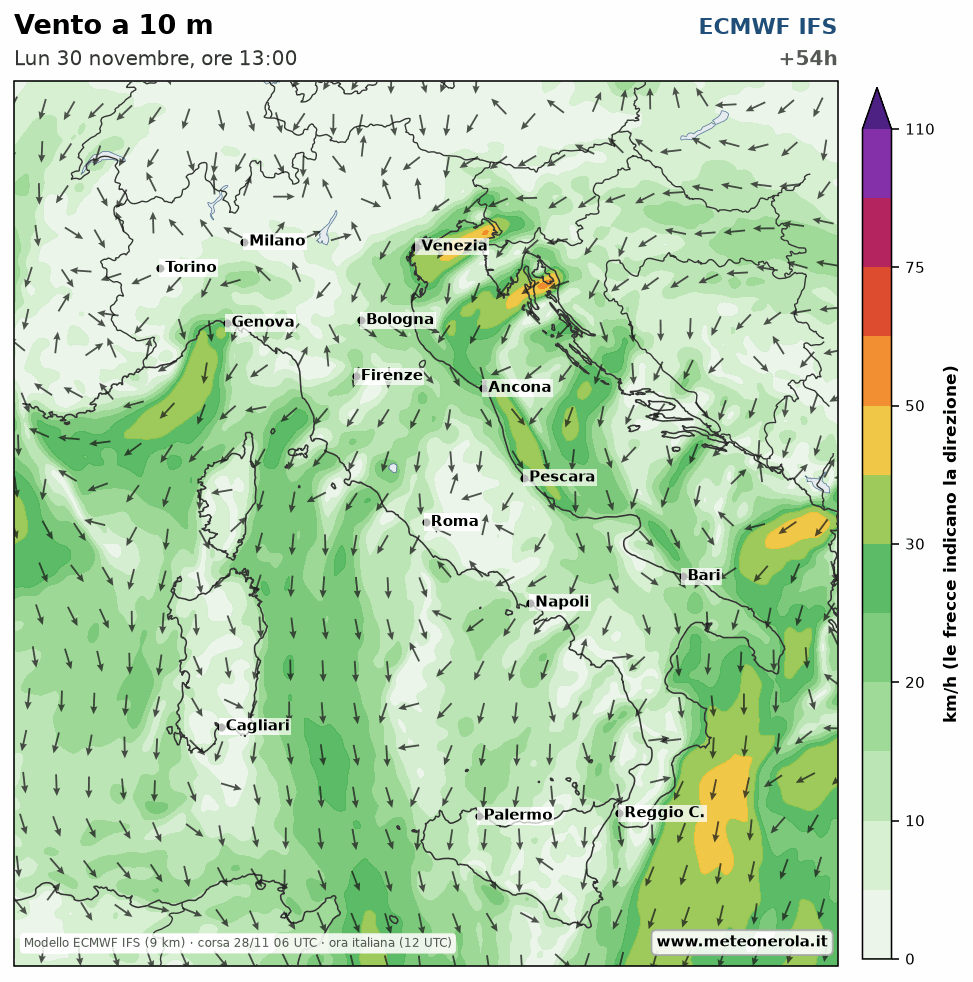 Vento a 10 m
ECMWF IFS
Lun 30 novembre, ore 13:00
+54h
110
Venezia
Milano
Torino
75
Bologna
Genova
Firenze
Ancona
50
Pescara
Roma
30
Bari
Napoli
20
Cagliari
Palermo
Reggio C.
10
0
km/h (le frecce indicano la direzione)
Modello ECMWF IFS (9 km) · corsa 28/11 06 UTC · ora italiana (12 UTC)
www.meteonerola.it